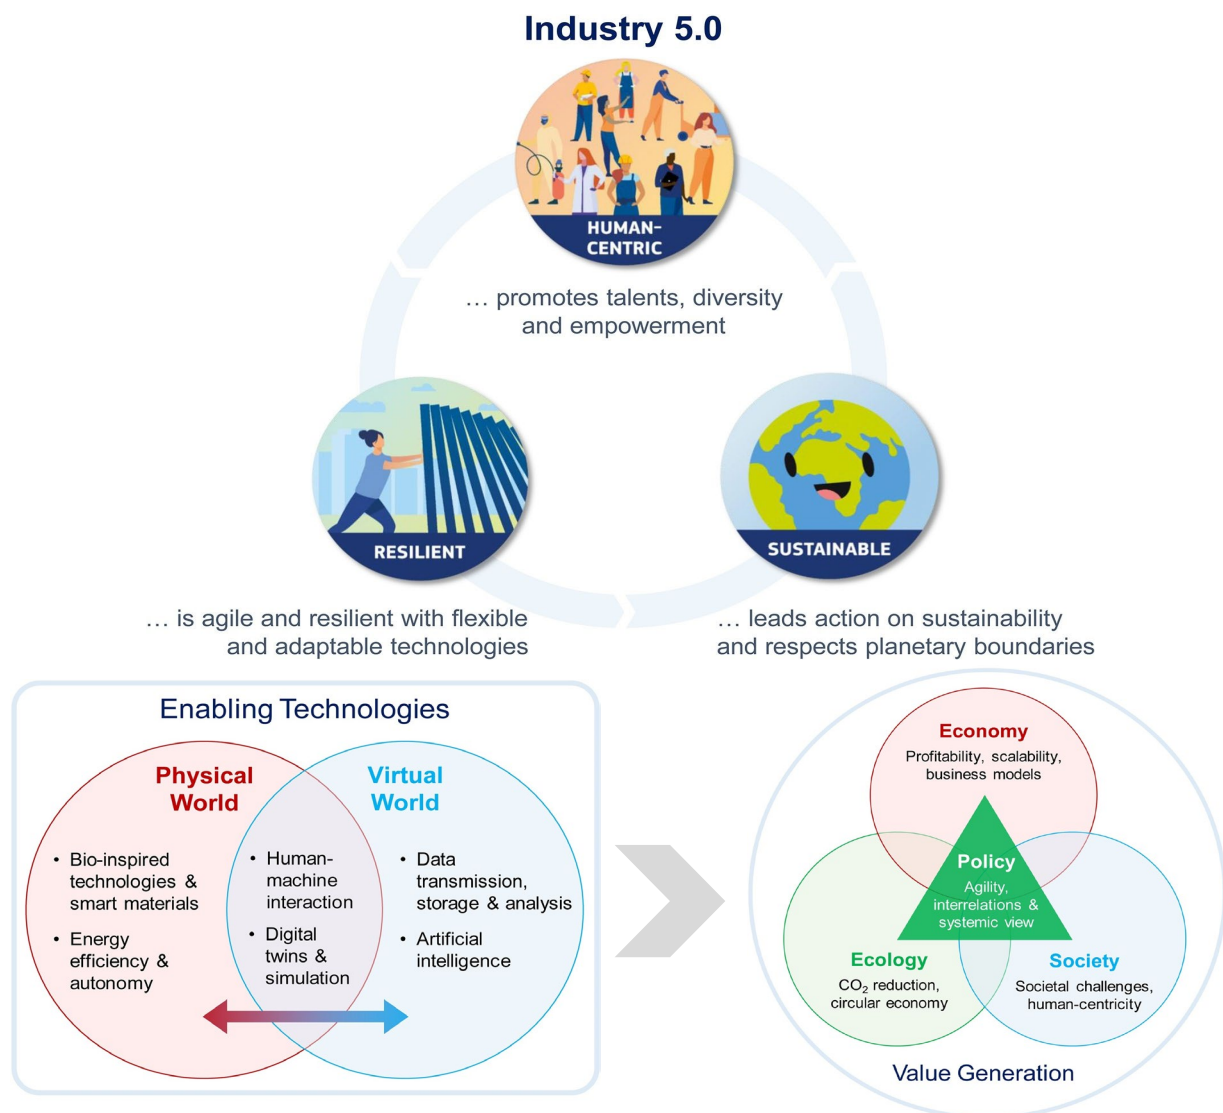 Industry 5.0
HUMAN-
CENTRIC
… promotes talents, diversity
and empowerment
RESILIENT
SUSTAINABLE
… is agile and resilient with flexible
and adaptable technologies
… leads action on sustainability
and respects planetary boundaries
Enabling Technologies
Physical
World
• Bio-inspired
technologies &
smart materials
• Energy
efficiency &
autonomy
• Human-
machine
interaction
• Digital
twins &
simulation
Virtual
World
• Data
transmission,
storage & analysis
• Artificial
intelligence
Economy
Profitability, scalability,
business models
Policy
Agility,
interrelations &
systemic view
Ecology
CO₂ reduction,
circular economy
Society
Societal challenges,
human-centricity
Value Generation